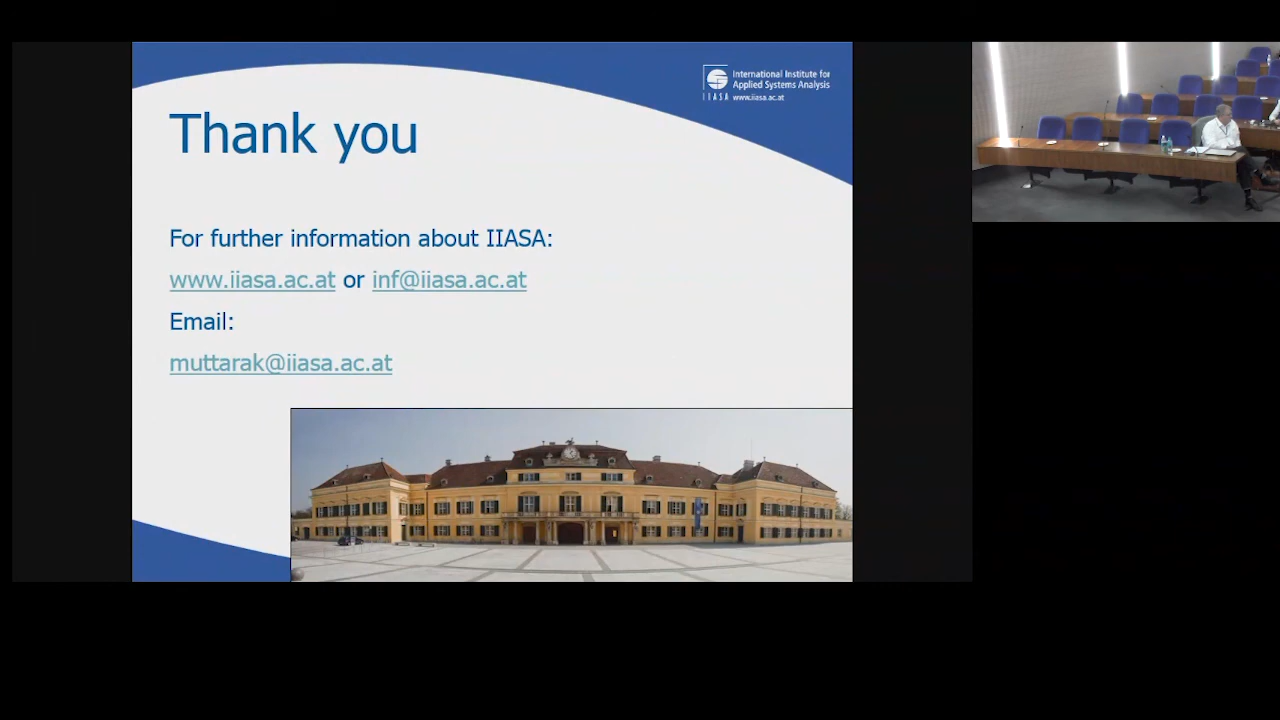 International Institute for
Applied Systems Analysis
IIASA www.iiasa.ac.at
Thank you
For further information about IIASA:
www.iiasa.ac.at or inf@iiasa.ac.at
Email:
muttarak@iiasa.ac.at